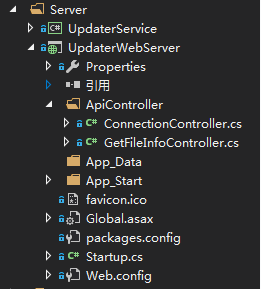 Server
UpdaterService
UpdaterWebServer
Properties
引用
ApiController
ConnectionController.cs
GetFileInfoController.cs
App_Data
App_Start
favicon.ico
Global.asax
packages.config
Startup.cs
Web.config